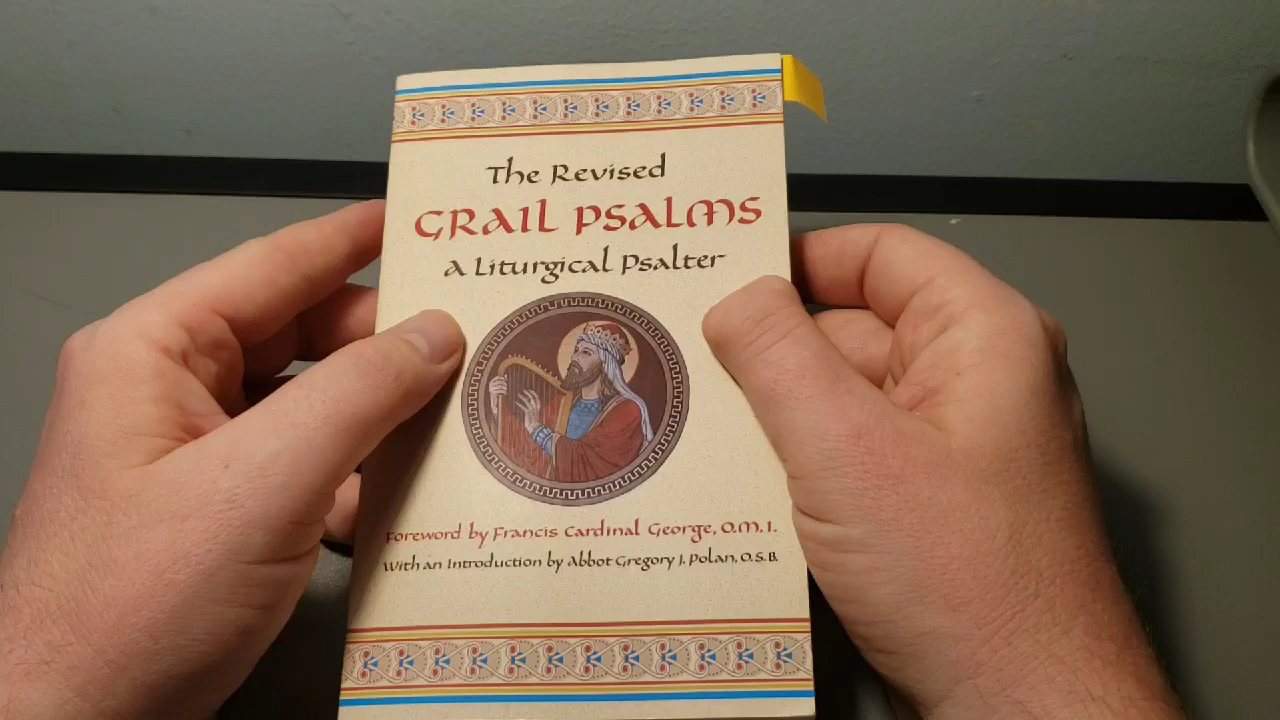 The Revised
GRAIL PSALMS
a Liturgical Psalter
Foreword by Francis Cardinal George, O.M.I.
With an Introduction by Abbot Gregory J. Polan, O.S.B.